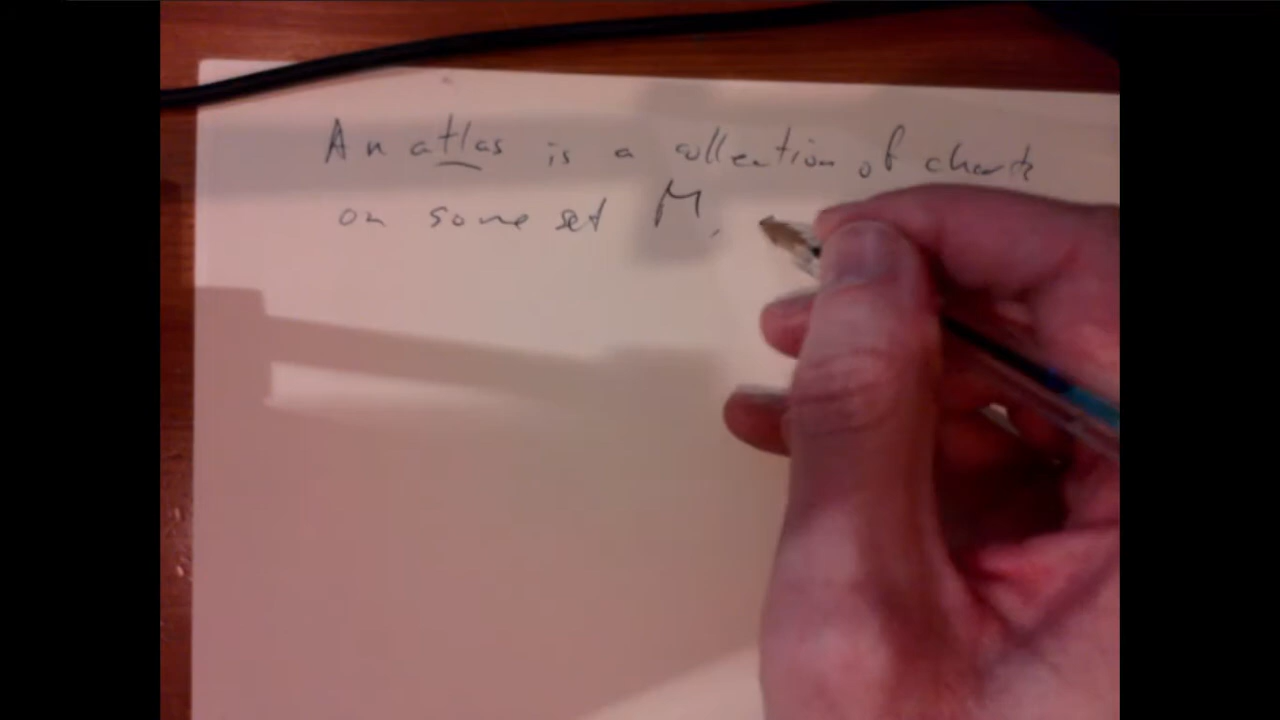 An atlas is a collection of charts
on some set M,